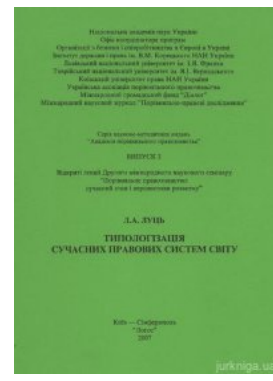 Національна академія наук України
Офіс координатора програм
Організації з безпеки і співробітництва в Європі в Україні
Інститут держави і права ім. В.М. Корецького НАН України
Львівський національний університет ім. І.Я. Франка
Таврійський національний університет ім. В.І. Вернадського
Київський університет права НАН України
Українська асоціація порівняльного правознавства
Міжнародний громадський фонд
Міжнародний науковий журнал "Порівняльно-правові дослідження"
Серія науково-методичних видань
"Академія порівняльного правознавства"
ВИПУСК 3
Відкриті лекції Другого міжнародного наукового семінару
"Порівняльне правознавство:
сучасний стан і перспективи розвитку"
Л.А. ЛУЦЬ
ТИПОЛОГІЗАЦІЯ
СУЧАСНИХ ПРАВОВИХ СИСТЕМ СВІТУ
Київ — Сімферополь
"Логос"
2007
jurkniga.ua